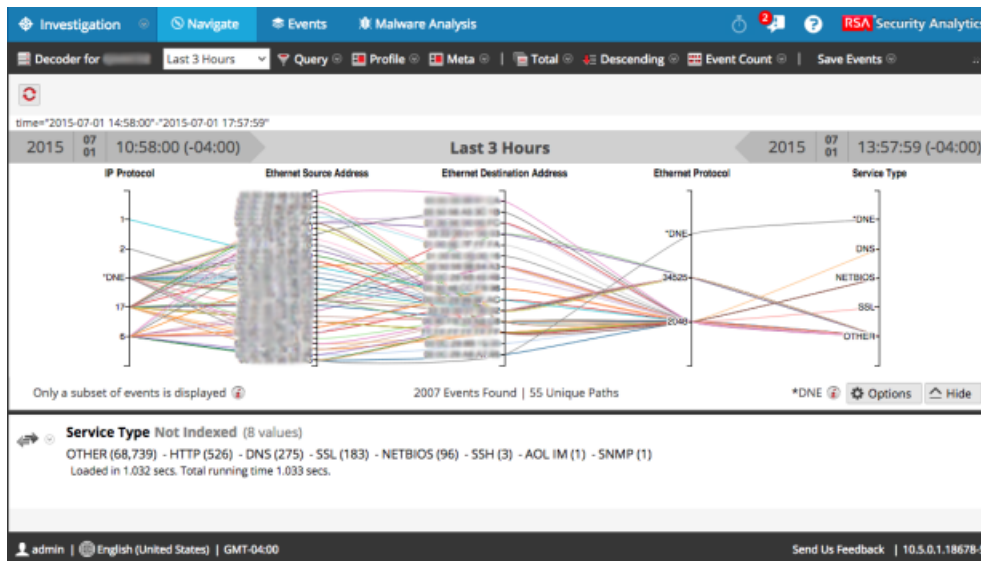 Investigation Navigate Events Malware Analysis 2 ? RSA Security Analytics
Decoder for Last 3 Hours Query Profile Meta | Total Descending Event Count | Save Events ..
time="2015-07-01 14:58:00"-"2015-07-01 17:57:59"
2015 07 01 10:58:00 (-04:00) Last 3 Hours 2015 07 01 13:57:59 (-04:00)
IP Protocol Ethernet Source Address Ethernet Destination Address Ethernet Protocol Service Type
1
*DNE
*DNE
2
DNS
*DNE
34525
NETBIOS
17
SSL
2048
6
OTHER
Only a subset of events is displayed 2007 Events Found | 55 Unique Paths *DNE Options Hide
Service Type Not Indexed (8 values)
OTHER (68,739) - HTTP (526) - DNS (275) - SSL (183) - NETBIOS (96) - SSH (3) - AOL IM (1) - SNMP (1)
Loaded in 1.032 secs. Total running time 1.033 secs.
admin | English (United States) | GMT-04:00 Send Us Feedback | 10.5.0.1.18678-